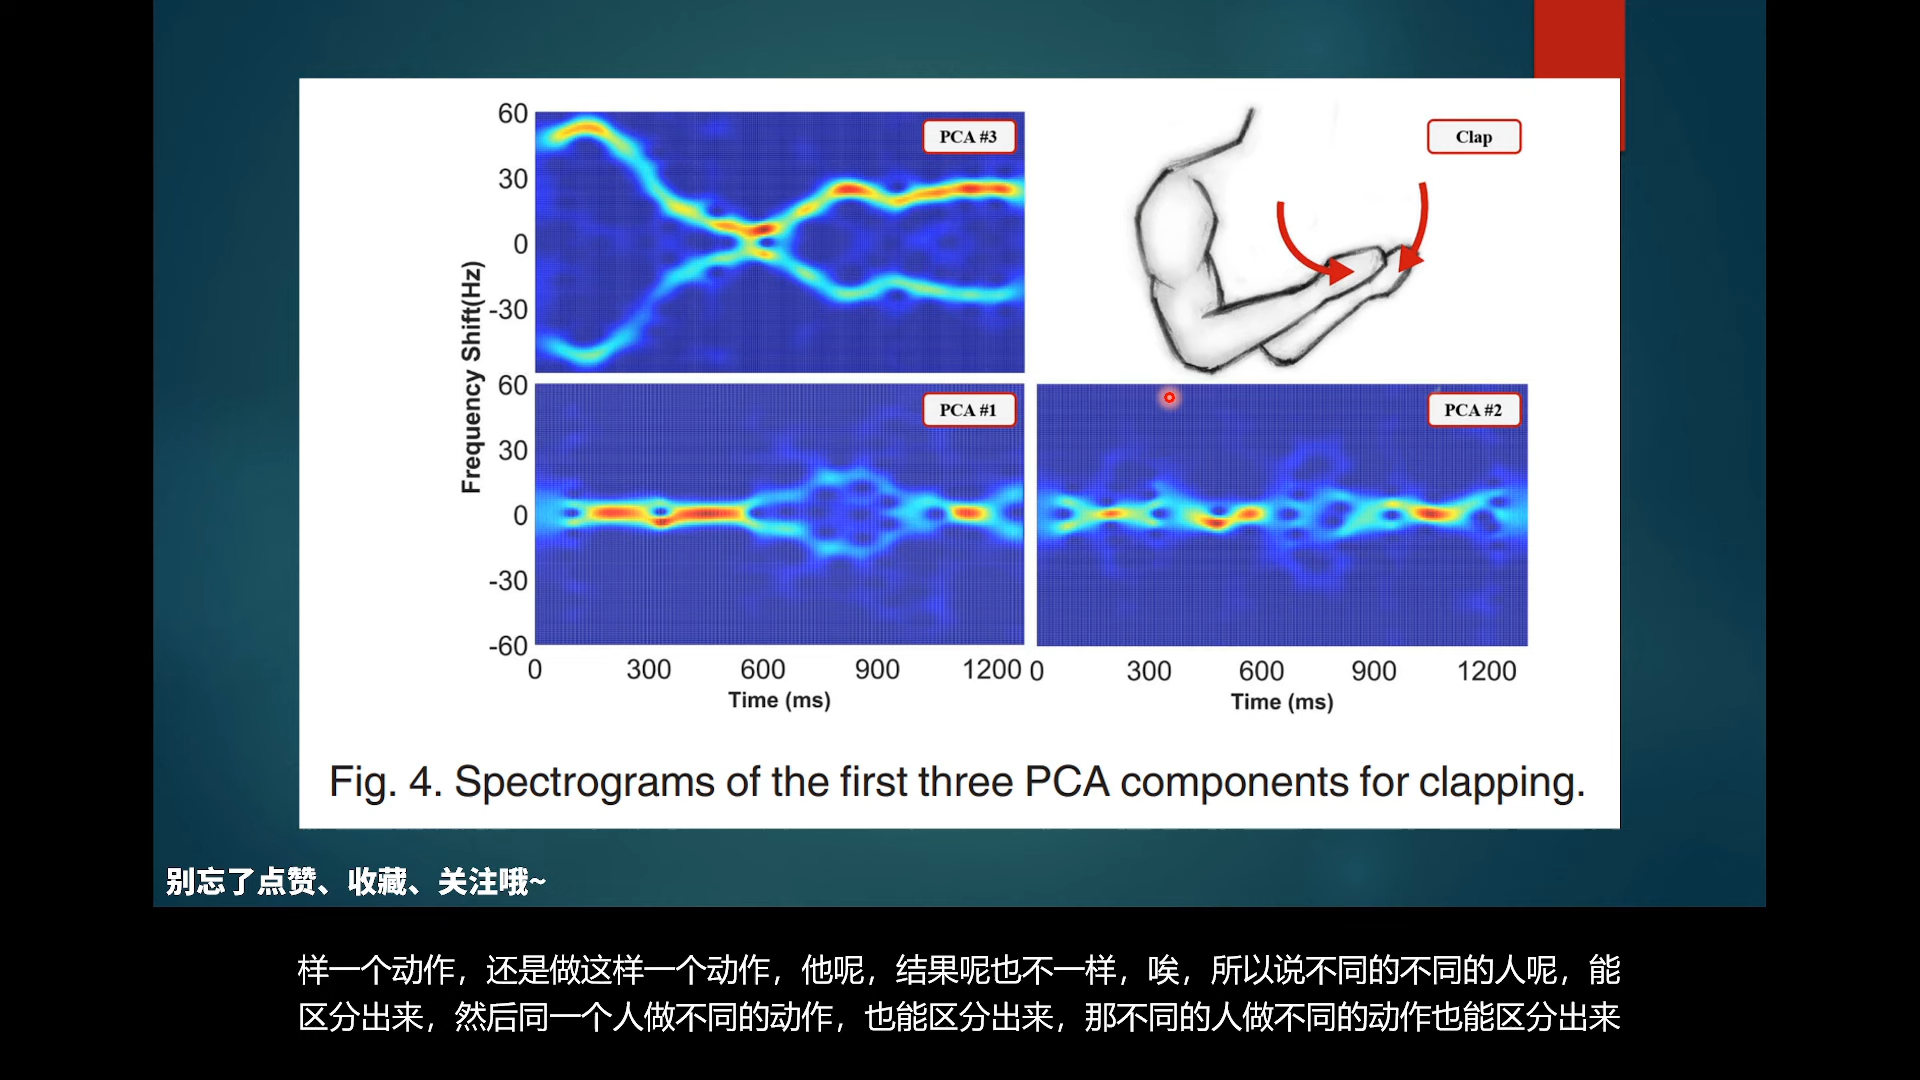 60
30
0
-30
PCA #3
Clap
Frequency Shift(Hz)
60
30
0
-30
-60
PCA #1
PCA #2
0 300 600 900 1200
0 300 600 900 1200
Time (ms)
Time (ms)
Fig. 4. Spectrograms of the first three PCA components for clapping.
别忘了点赞、收藏、关注哦~
样一个动作，还是做这样一个动作，他呢，结果呢也不一样，唉，所以说不同的不同的人呢，能
区分出来，然后同一个人做不同的动作，也能区分出来，那不同的人做不同的动作也能区分出来